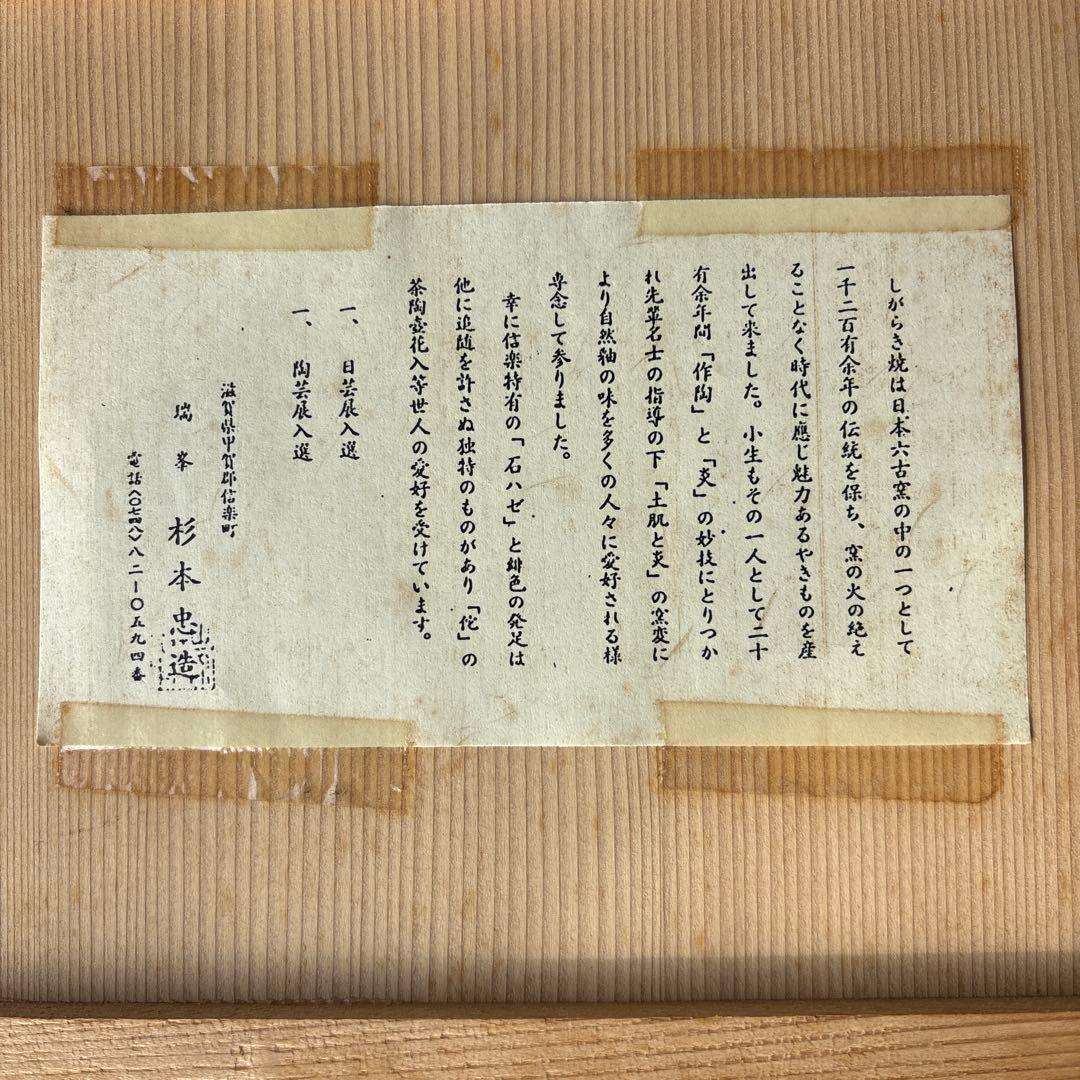 しがらき焼は日本六古窯の中の一つとして
一千二百有余年の伝統を保ち、窯の火の絶え
ることなく時代に應じ魅力あるやきものを産
出して来ました。小生もその一人として二十
有余年間「作陶」と「炎」の妙技にとりつか
れ先輩名士の指導の下「土肌と炎」の窯変に
より自然釉の味を多くの人々に愛好される様
専念して参りました。
幸に信楽特有の「石ハゼ」と緋色の発足は
他に追随を許さぬ独特のものがあり「侘」の
茶陶壺花入等世人の愛好を受けています。
一、日芸展入選
一、陶芸展入選
滋賀県甲賀郡信楽町
瑞峯 杉本忠造
電話〈〇七四八〉八二ー〇五九四番